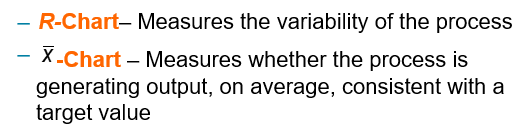 – R-Chart– Measures the variability of the process
– x̅ -Chart – Measures whether the process is
generating output, on average, consistent with a
target value